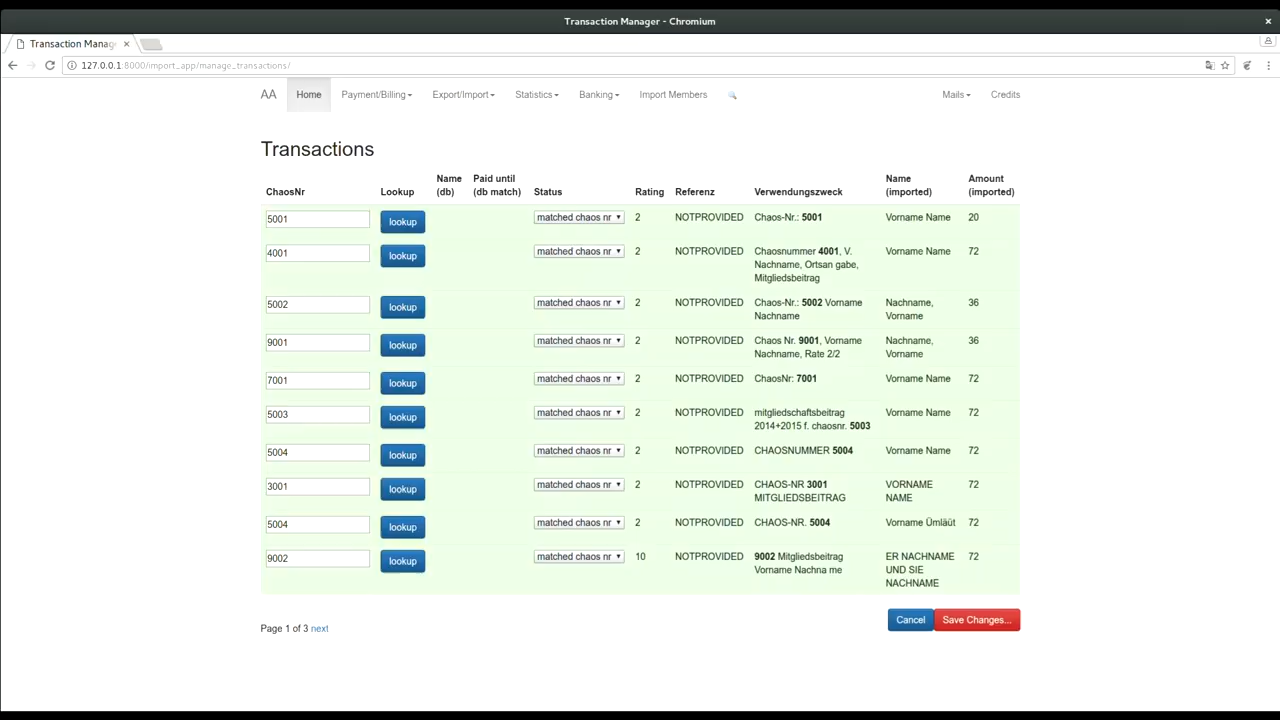 Transaction Manager - Chromium
Transaction Manag
127.0.0.1:8000/import_app/manage_transactions/
AA Home Payment/Billing Export/Import Statistics Banking Import Members Mails Credits
Transactions
ChaosNr Lookup Name (db) Paid until (db match) Status Rating Referenz Verwendungszweck Name (imported) Amount (imported)
5001 lookup matched chaos nr 2 NOTPROVIDED Chaos-Nr.: 5001 Vorname Name 20
4001 lookup matched chaos nr 2 NOTPROVIDED Chaosnummer 4001, V. Nachname, Ortsan gabe, Mitgliedsbeitrag Vorname Name 72
5002 lookup matched chaos nr 2 NOTPROVIDED Chaos-Nr.: 5002 Vorname Nachname Nachname, Vorname 36
9001 lookup matched chaos nr 2 NOTPROVIDED Chaos Nr. 9001, Vorname Nachname, Rate 2/2 Nachname, Vorname 36
7001 lookup matched chaos nr 2 NOTPROVIDED ChaosNr: 7001 Vorname Name 72
5003 lookup matched chaos nr 2 NOTPROVIDED mitgliedschaftsbeitrag 2014+2015 f. chaosnr. 5003 Vorname Name 72
5004 lookup matched chaos nr 2 NOTPROVIDED CHAOSNUMMER 5004 Vorname Name 72
3001 lookup matched chaos nr 2 NOTPROVIDED CHAOS-NR 3001 MITGLIEDSBEITRAG VORNAME NAME 72
5004 lookup matched chaos nr 2 NOTPROVIDED CHAOS-NR. 5004 Vorname Ümläüt 72
9002 lookup matched chaos nr 10 NOTPROVIDED 9002 Mitgliedsbeitrag Vorname Nachna me ER NACHNAME UND SIE NACHNAME 72
Page 1 of 3 next Cancel Save Changes...